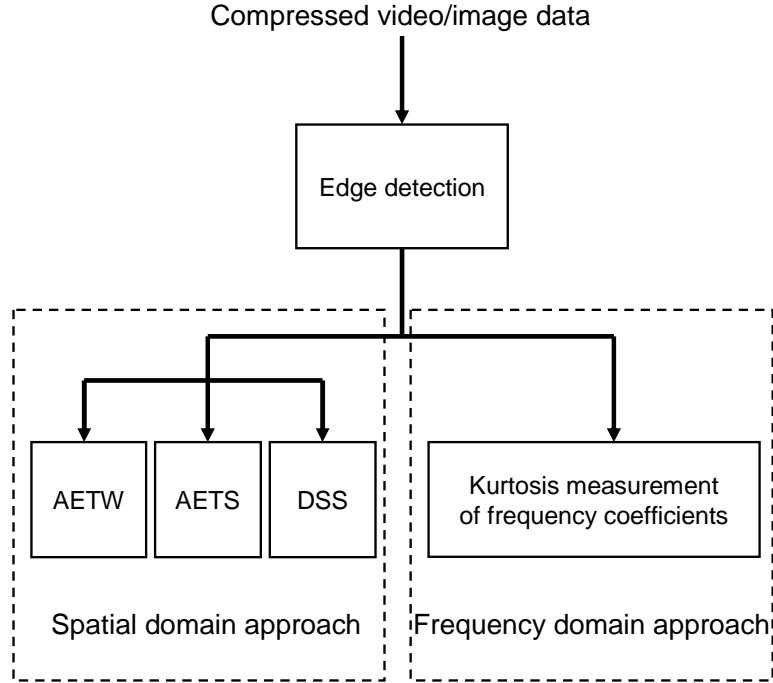 Compressed video/image data
Edge detection
AETW
AETS
DSS
Kurtosis measurement
of frequency coefficients
Spatial domain approach
Frequency domain approach